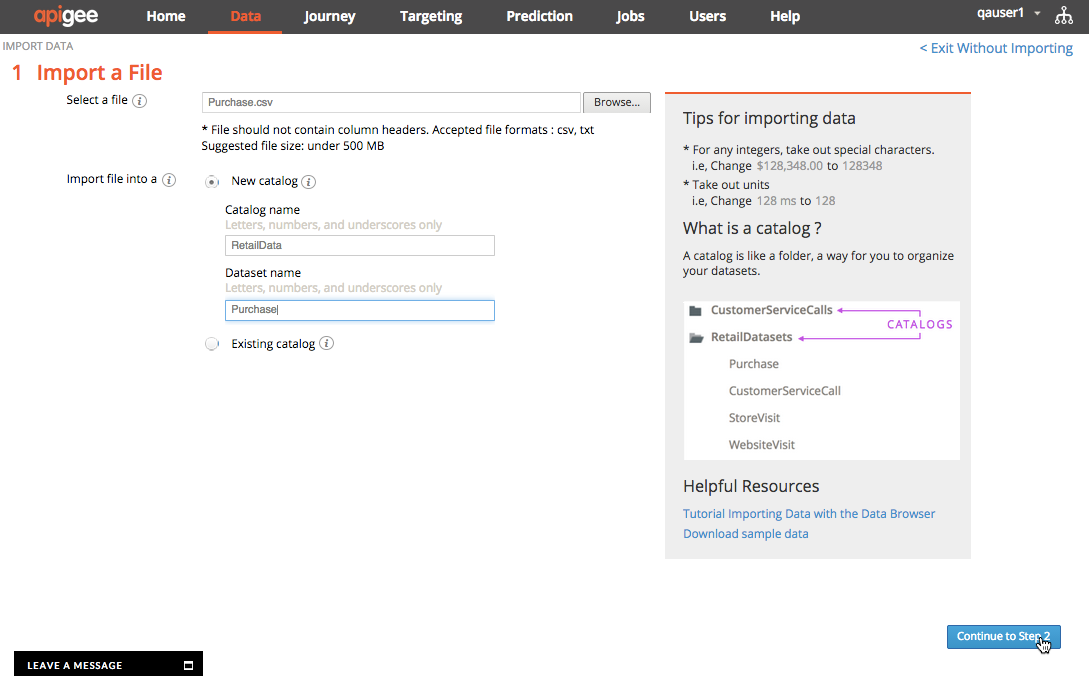 apigee Home Data Journey Targeting Prediction Jobs Users Help qauser1
IMPORT DATA
< Exit Without Importing
1 Import a File
Select a file i
Purchase.csv
Browse...
* File should not contain column headers. Accepted file formats : csv, txt
Suggested file size: under 500 MB
Import file into a i
New catalog i
Catalog name
Letters, numbers, and underscores only
RetailData
Dataset name
Letters, numbers, and underscores only
Purchase
Existing catalog i
Tips for importing data
* For any integers, take out special characters.
i.e, Change $128,348.00 to 128348
* Take out units
i.e, Change 128 ms to 128
What is a catalog ?
A catalog is like a folder, a way for you to organize
your datasets.
CustomerServiceCalls
CATALOGS
RetailDatasets
Purchase
CustomerServiceCall
StoreVisit
WebsiteVisit
Helpful Resources
Tutorial Importing Data with the Data Browser
Download sample data
Continue to Step 2
LEAVE A MESSAGE